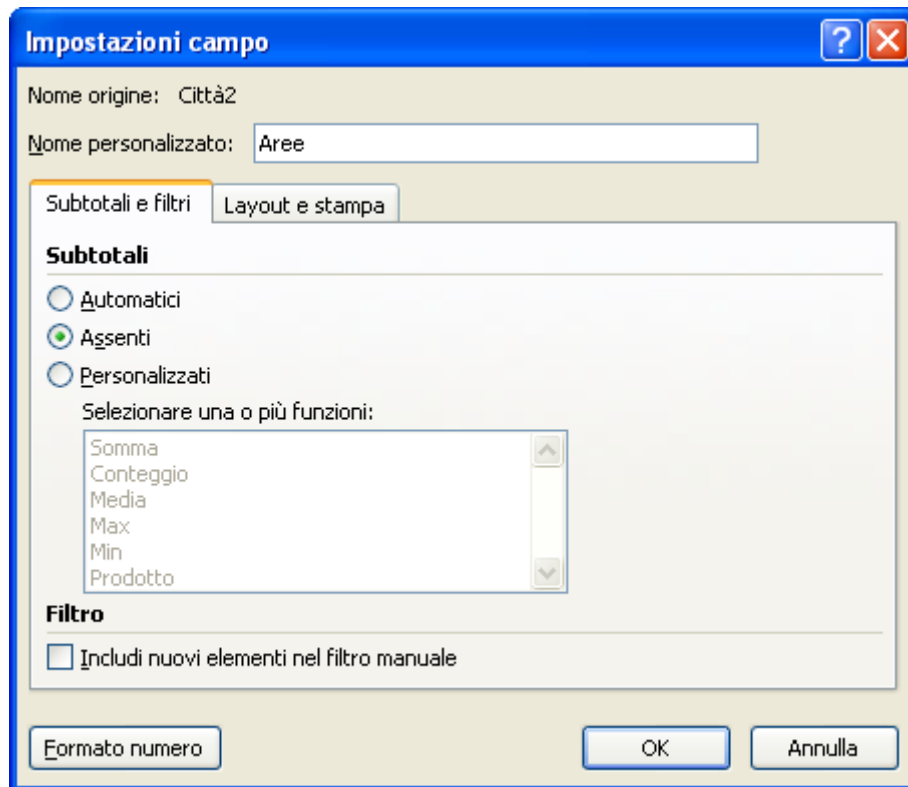 Impostazioni campo
Nome origine: Città2
Nome personalizzato: Aree
Subtotali e filtri Layout e stampa
Subtotali
Automatici
Assenti
Personalizzati
Selezionare una o più funzioni:
Somma
Conteggio
Media
Max
Min
Prodotto
Filtro
Includi nuovi elementi nel filtro manuale
Formato numero OK Annulla